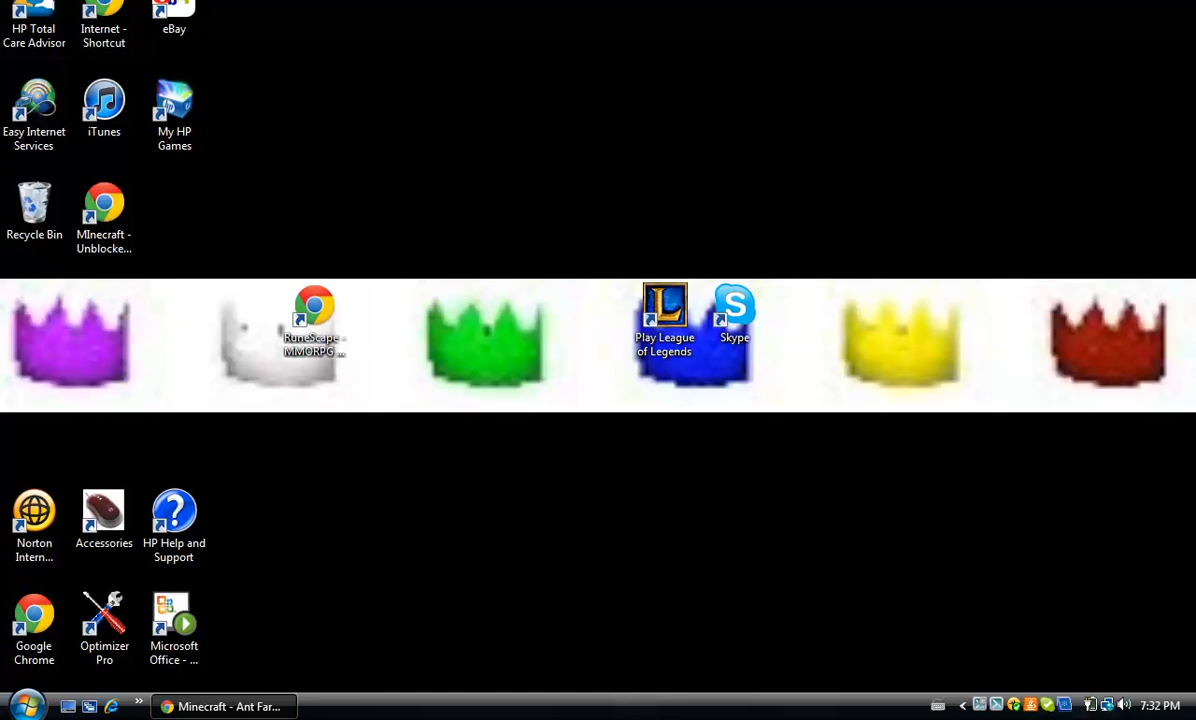 HP Total
Care Advisor
Internet -
Shortcut
eBay
Easy Internet
Services
iTunes
My HP
Games
Recycle Bin
MInecraft -
Unblocke...
RuneScape -
MMORPG ...
L
Play League
of Legends
S
Skype
Norton
Intern...
Accessories
?
HP Help and
Support
Google
Chrome
Optimizer
Pro
Microsoft
Office - ...
»
Minecraft - Ant Far...
<
7:32 PM